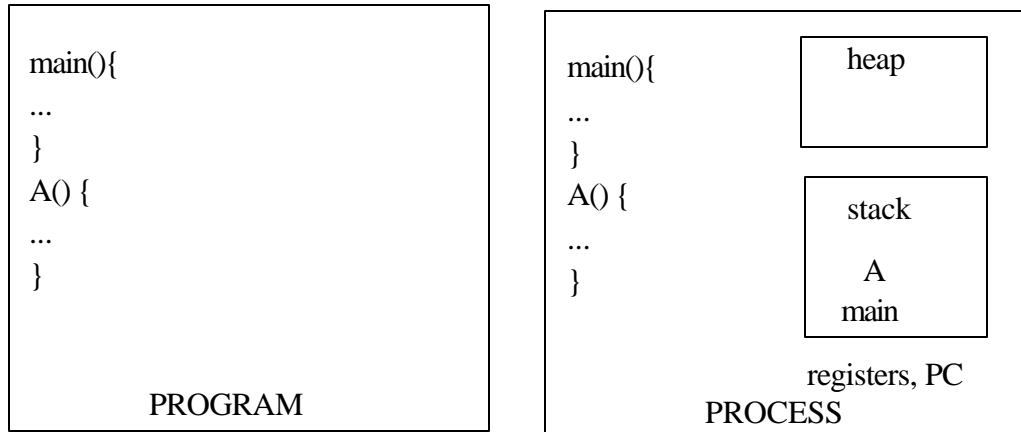 main(){
...
}
A() {
...
}
PROGRAM
main(){
...
}
A() {
...
}
heap
stack
A
main
registers, PC
PROCESS